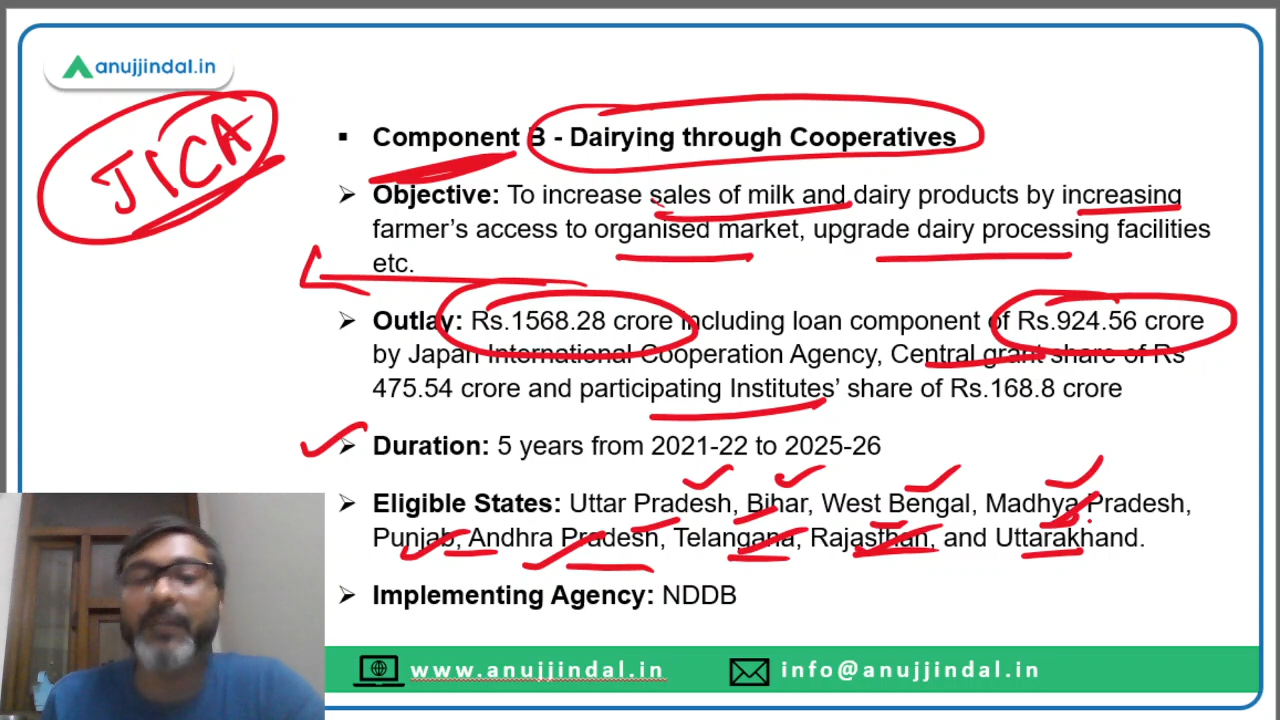 anujjindal.in
JICA
▪ Component B - Dairying through Cooperatives
➢ Objective: To increase sales of milk and dairy products by increasing
farmer's access to organised market, upgrade dairy processing facilities
etc.
➢ Outlay: Rs.1568.28 crore including loan component of Rs.924.56 crore
by Japan International Cooperation Agency, Central grant share of Rs
475.54 crore and participating Institutes' share of Rs.168.8 crore
➢ Duration: 5 years from 2021-22 to 2025-26
➢ Eligible States: Uttar Pradesh, Bihar, West Bengal, Madhya Pradesh,
Punjab, Andhra Pradesh, Telangana, Rajasthan, and Uttarakhand.
➢ Implementing Agency: NDDB
www.anujjindal.in info@anujjindal.in